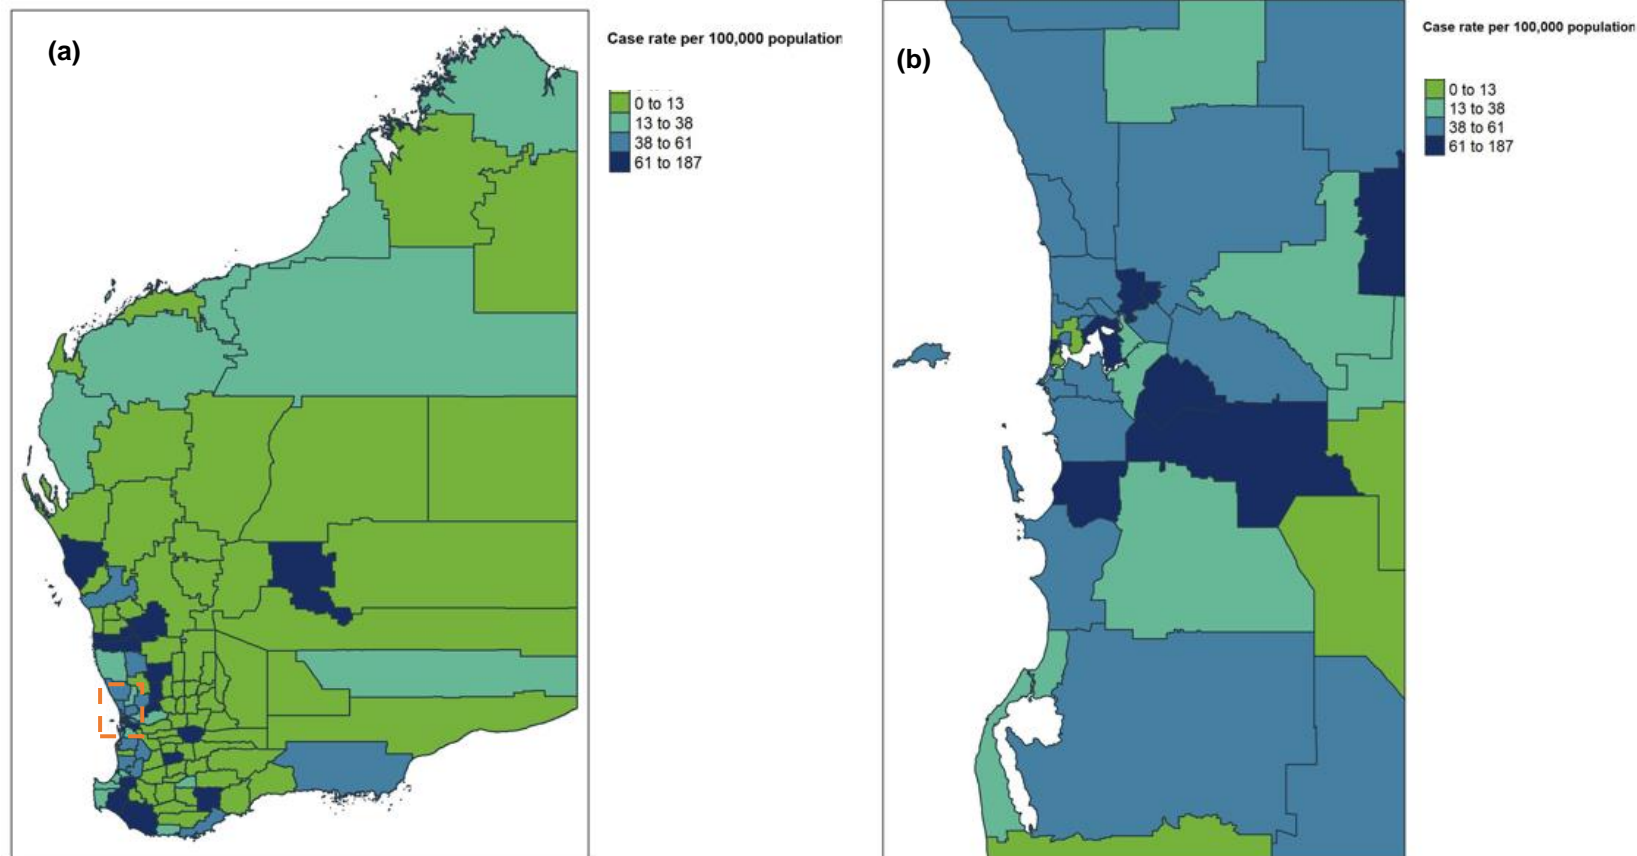 (a)
Case rate per 100,000 population
0 to 13
13 to 38
38 to 61
61 to 187
(b)
Case rate per 100,000 population
0 to 13
13 to 38
38 to 61
61 to 187